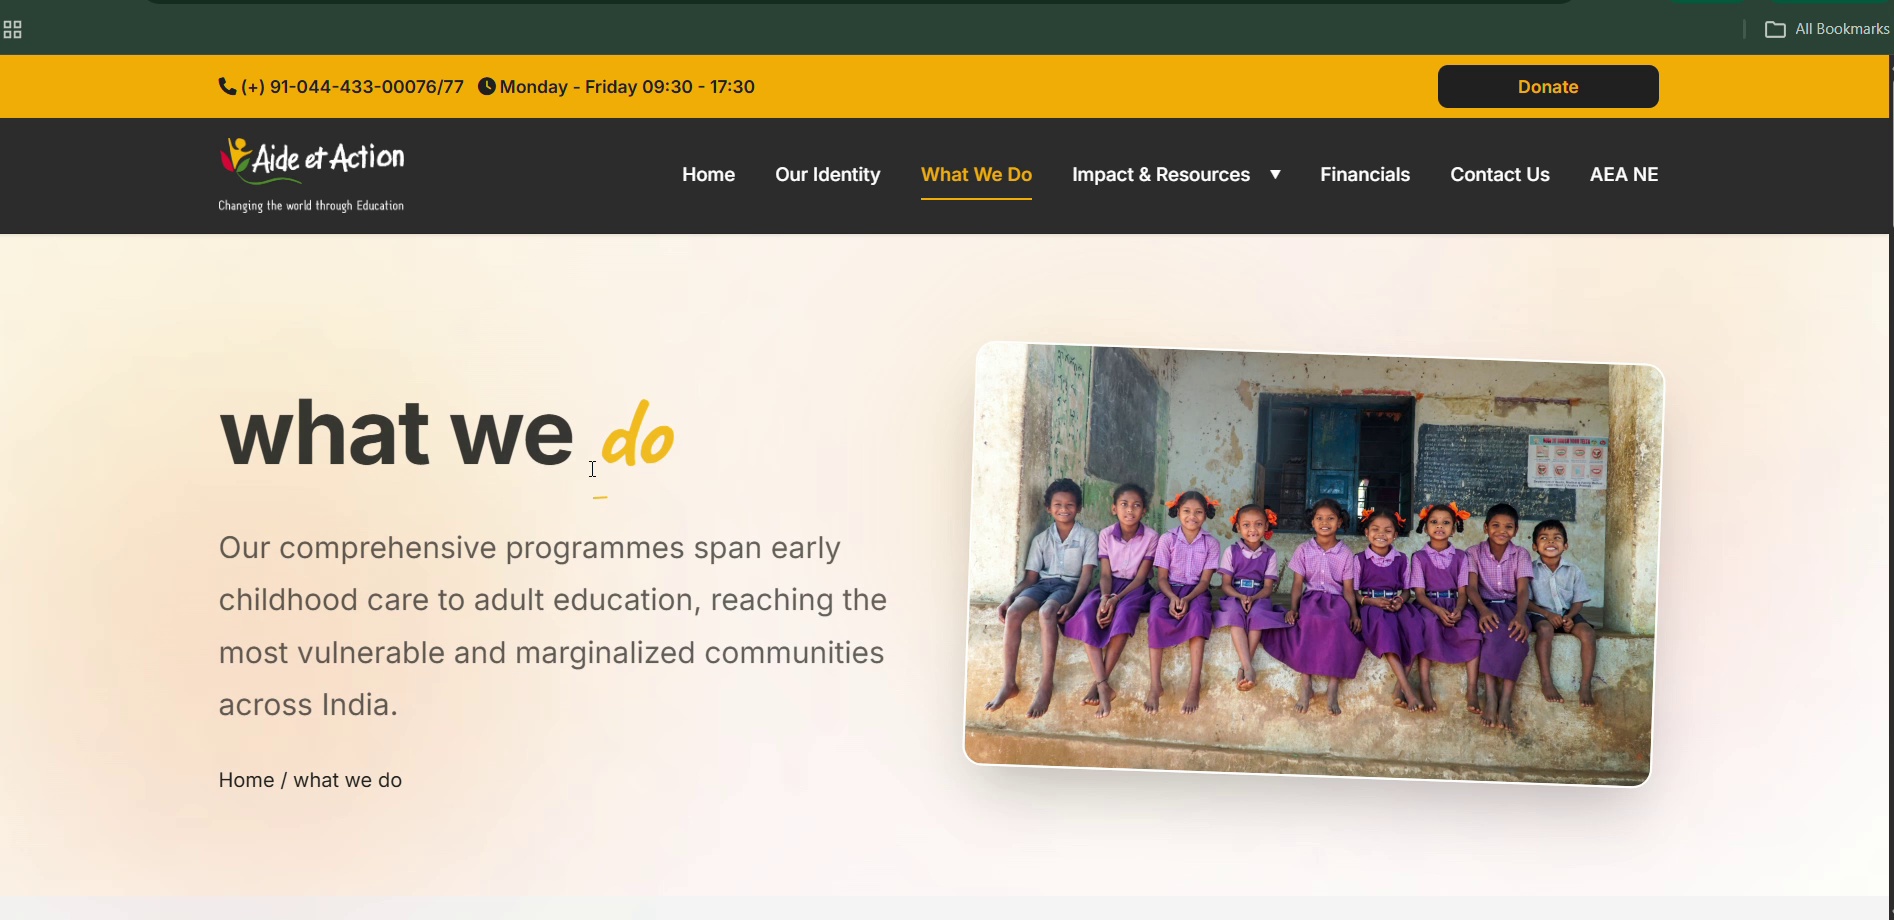 All Bookmarks
(+) 91-044-433-00076/77 Monday - Friday 09:30 - 17:30 Donate
Aide et Action
Changing the world through Education
Home Our Identity What We Do Impact & Resources Financials Contact Us AEA NE
what we do
Our comprehensive programmes span early
childhood care to adult education, reaching the
most vulnerable and marginalized communities
across India.
Home / what we do